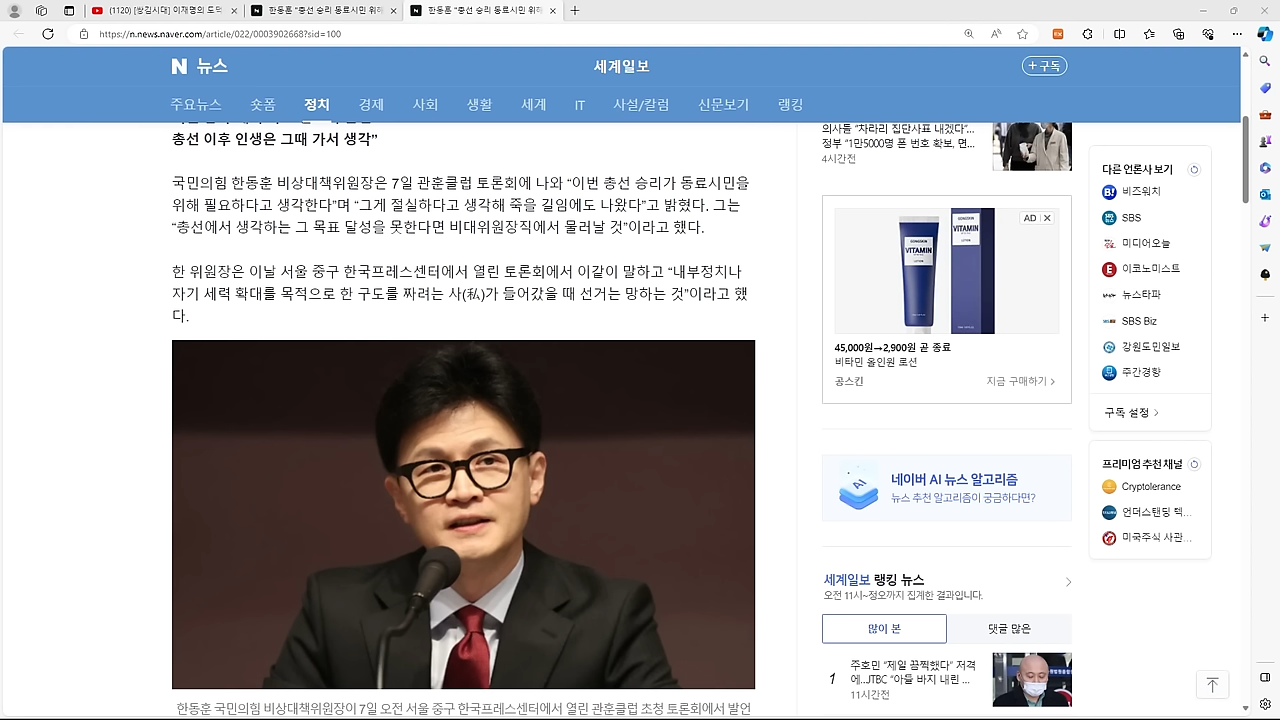 (1120) [쌍김시대] 이재명의 도덕
한동훈 "총선 승리 동료시민 위해
한동훈 "총선 승리 동료시민 위해
https://n.news.naver.com/article/022/0003902668?sid=100
N 뉴스
세계일보
+ 구독
주요뉴스 숏폼 정치 경제 사회 생활 세계 IT 사설/칼럼 신문보기 랭킹
총선 이후 인생은 그때 가서 생각”
국민의힘 한동훈 비상대책위원장은 7일 관훈클럽 토론회에 나와 “이번 총선 승리가 동료시민을
위해 필요하다고 생각한다”며 “그게 절실하다고 생각해 죽을 길임에도 나왔다”고 밝혔다. 그는
“총선에서 생각하는 그 목표 달성을 못한다면 비대위원장직에서 물러날 것”이라고 했다.
한 위원장은 이날 서울 중구 한국프레스센터에서 열린 토론회에서 이같이 말하고 “내부정치나
자기 세력 확대를 목적으로 한 구도를 짜려는 사(私)가 들어갔을 때 선거는 망하는 것”이라고 했
다.
한동훈 국민의힘 비상대책위원장이 7일 오전 서울 중구 한국프레스센터에서 열린 관훈클럽 초청 토론회에서 발언
의사들 “차라리 집단사표 내겠다”...
정부 “1만5000명 폰 번호 확보, 면...
4시간전
AD X
VITAMIN
LOTION
VITAMIN
45,000원→2,900원 곧 종료
비타민 올인원 로션
공스킨
지금 구매하기 >
네이버 AI 뉴스 알고리즘
뉴스 추천 알고리즘이 궁금하다면?
세계일보 랭킹 뉴스
오전 11시~정오까지 집계한 결과입니다.
많이 본
댓글 많은
1
주호민 “제일 끔찍했다” 저격
에...JTBC “아들 바지 내린 ...
11시간전
다른 언론사 보기
비즈워치
SBS
미디어오늘
이코노미스트
뉴스타파
SBS Biz
강원도민일보
주간경향
구독 설정 >
프리미엄 추천 채널
Cryptolerance
언더스탠딩 텍...
미국주식 사관...